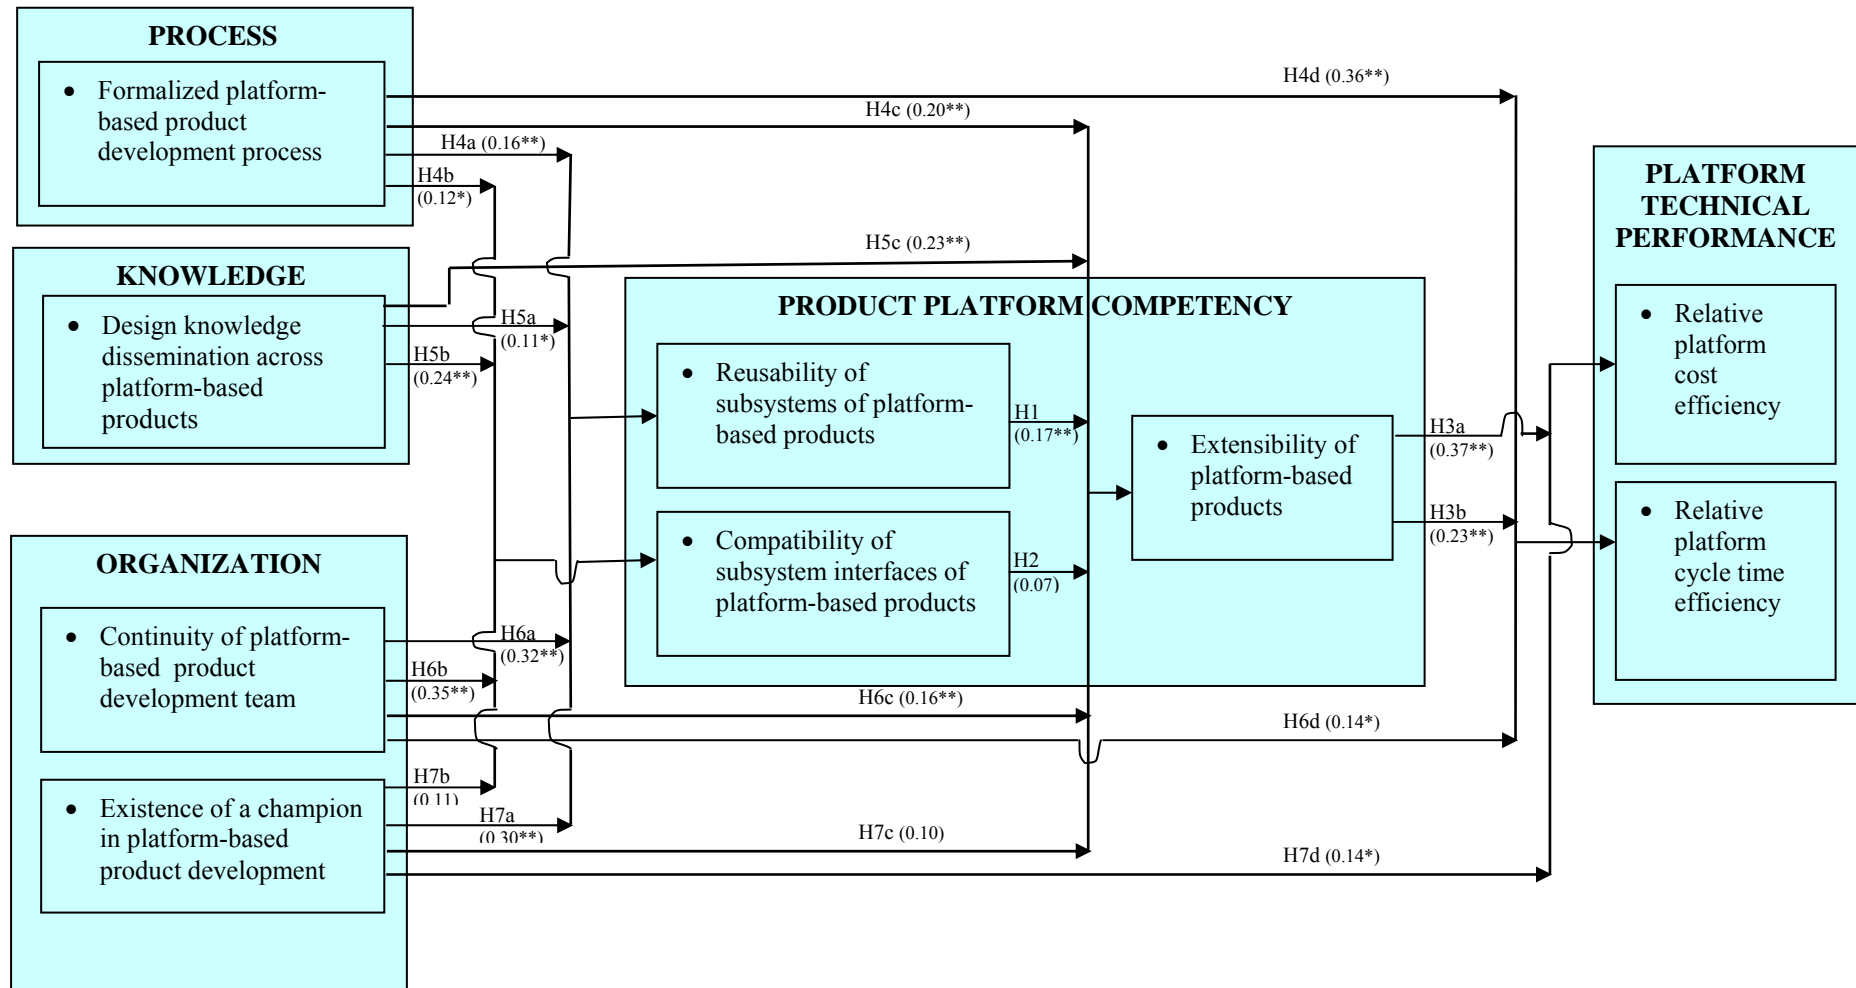 PROCESS
• Formalized platform-
based product
development process
H4d (0.36**)
H4c (0.20**)
H4a (0.16**)
H4b
(0.12*)
KNOWLEDGE
• Design knowledge
dissemination across
platform-based
products
H5c (0.23**)
H5a
(0.11*)
H5b
(0.24**)
ORGANIZATION
• Continuity of platform-
based product
development team
H6a
(0.32**)
H6b
(0.35**)
H6c (0.16**)
H6d (0.14*)
• Existence of a champion
in platform-based
product development
H7b
(0.11)
H7a
(0.30**)
H7c (0.10)
H7d (0.14*)
PRODUCT PLATFORM COMPETENCY
• Reusability of
subsystems of platform-
based products
H1
(0.17**)
• Compatibility of
subsystem interfaces of
platform-based products
H2
(0.07)
• Extensibility of
platform-based
products
H3a
(0.37**)
H3b
(0.23**)
PLATFORM
TECHNICAL
PERFORMANCE
• Relative
platform
cost
efficiency
• Relative
platform
cycle time
efficiency